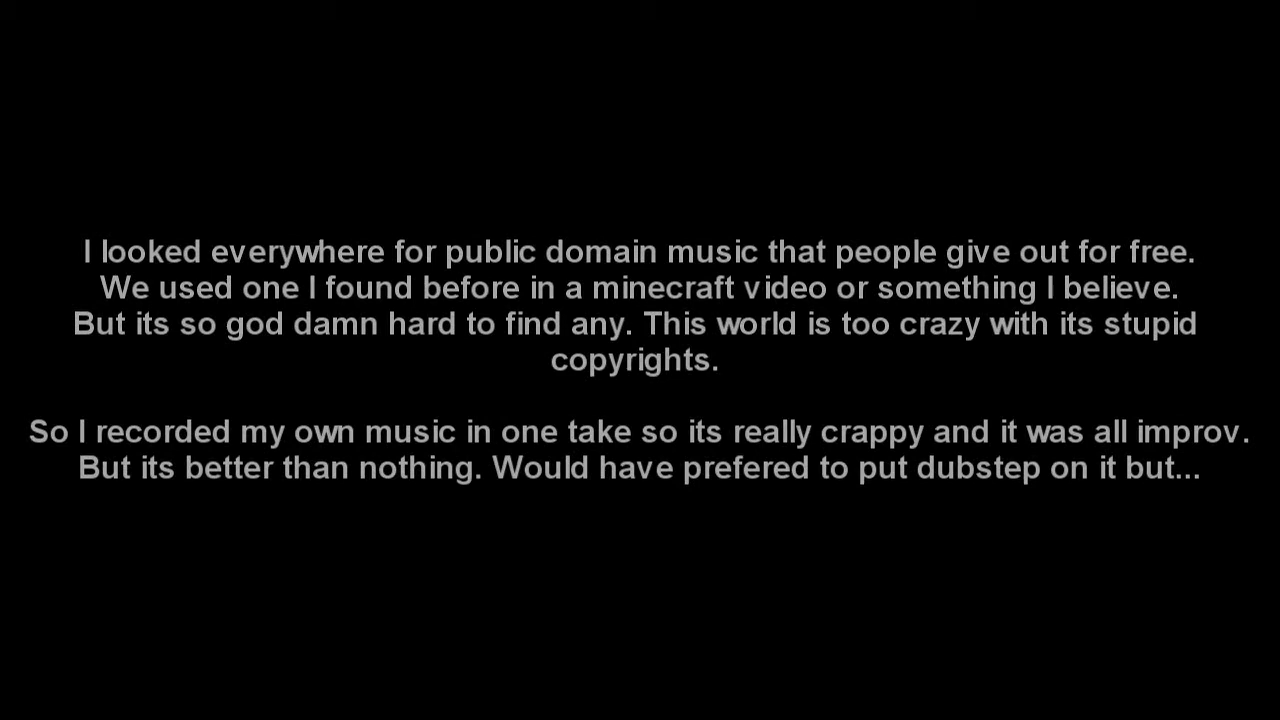 I looked everywhere for public domain music that people give out for free.
We used one I found before in a minecraft video or something I believe.
But its so god damn hard to find any. This world is too crazy with its stupid
copyrights.
So I recorded my own music in one take so its really crappy and it was all improv.
But its better than nothing. Would have prefered to put dubstep on it but...